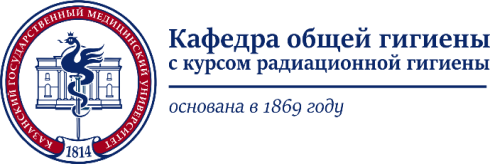 КАЗАНСКИЙ ГОСУДАРСТВЕННЫЙ МЕДИЦИНСКИЙ УНИВЕРСИТЕТ
1814
Кафедра общей гигиены
с курсом радиационной гигиены
основана в 1869 году